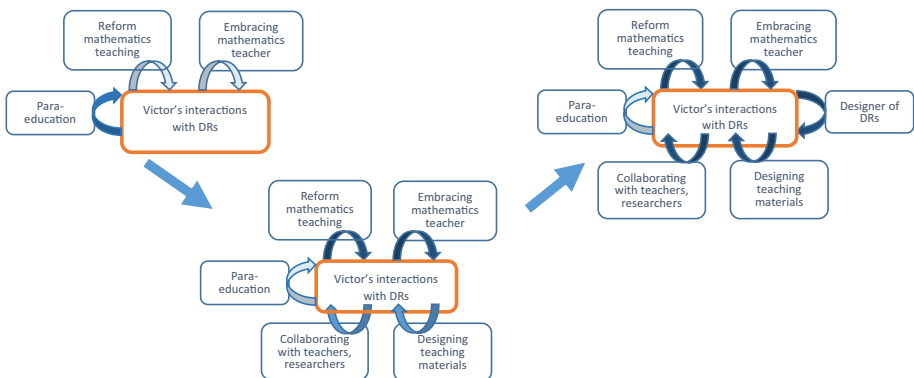 Reform
mathematics
teaching
Embracing
mathematics
teacher
Para-
education
Victor's interactions
with DRs
Reform
mathematics
teaching
Embracing
mathematics
teacher
Para-
education
Victor's interactions
with DRs
Designer of
DRs
Collaborating
with teachers,
researchers
Designing
teaching
materials
Reform
mathematics
teaching
Embracing
mathematics
teacher
Para-
education
Victor's interactions
with DRs
Collaborating
with teachers,
researchers
Designing
teaching
materials